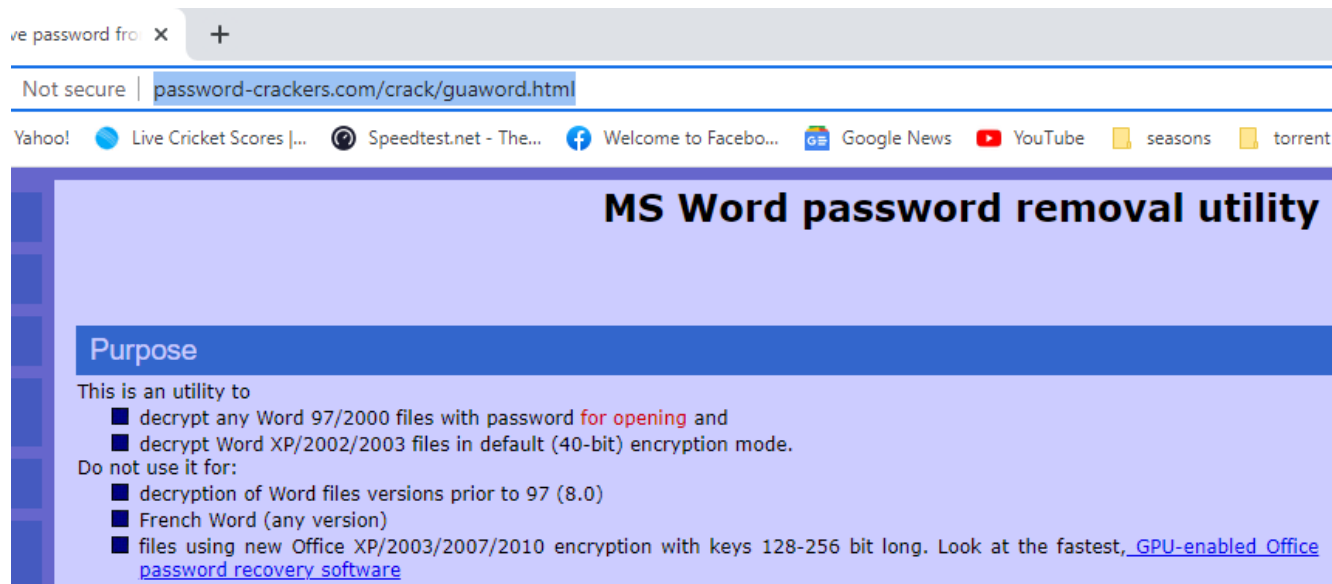 ve password fro
Not secure | password-crackers.com/crack/guaword.html
Yahoo! Live Cricket Scores |... Speedtest.net - The... Welcome to Facebo... Google News YouTube seasons torrent
MS Word password removal utility
Purpose
This is an utility to
decrypt any Word 97/2000 files with password for opening and
decrypt Word XP/2002/2003 files in default (40-bit) encryption mode.
Do not use it for:
decryption of Word files versions prior to 97 (8.0)
French Word (any version)
files using new Office XP/2003/2007/2010 encryption with keys 128-256 bit long. Look at the fastest, GPU-enabled Office
password recovery software